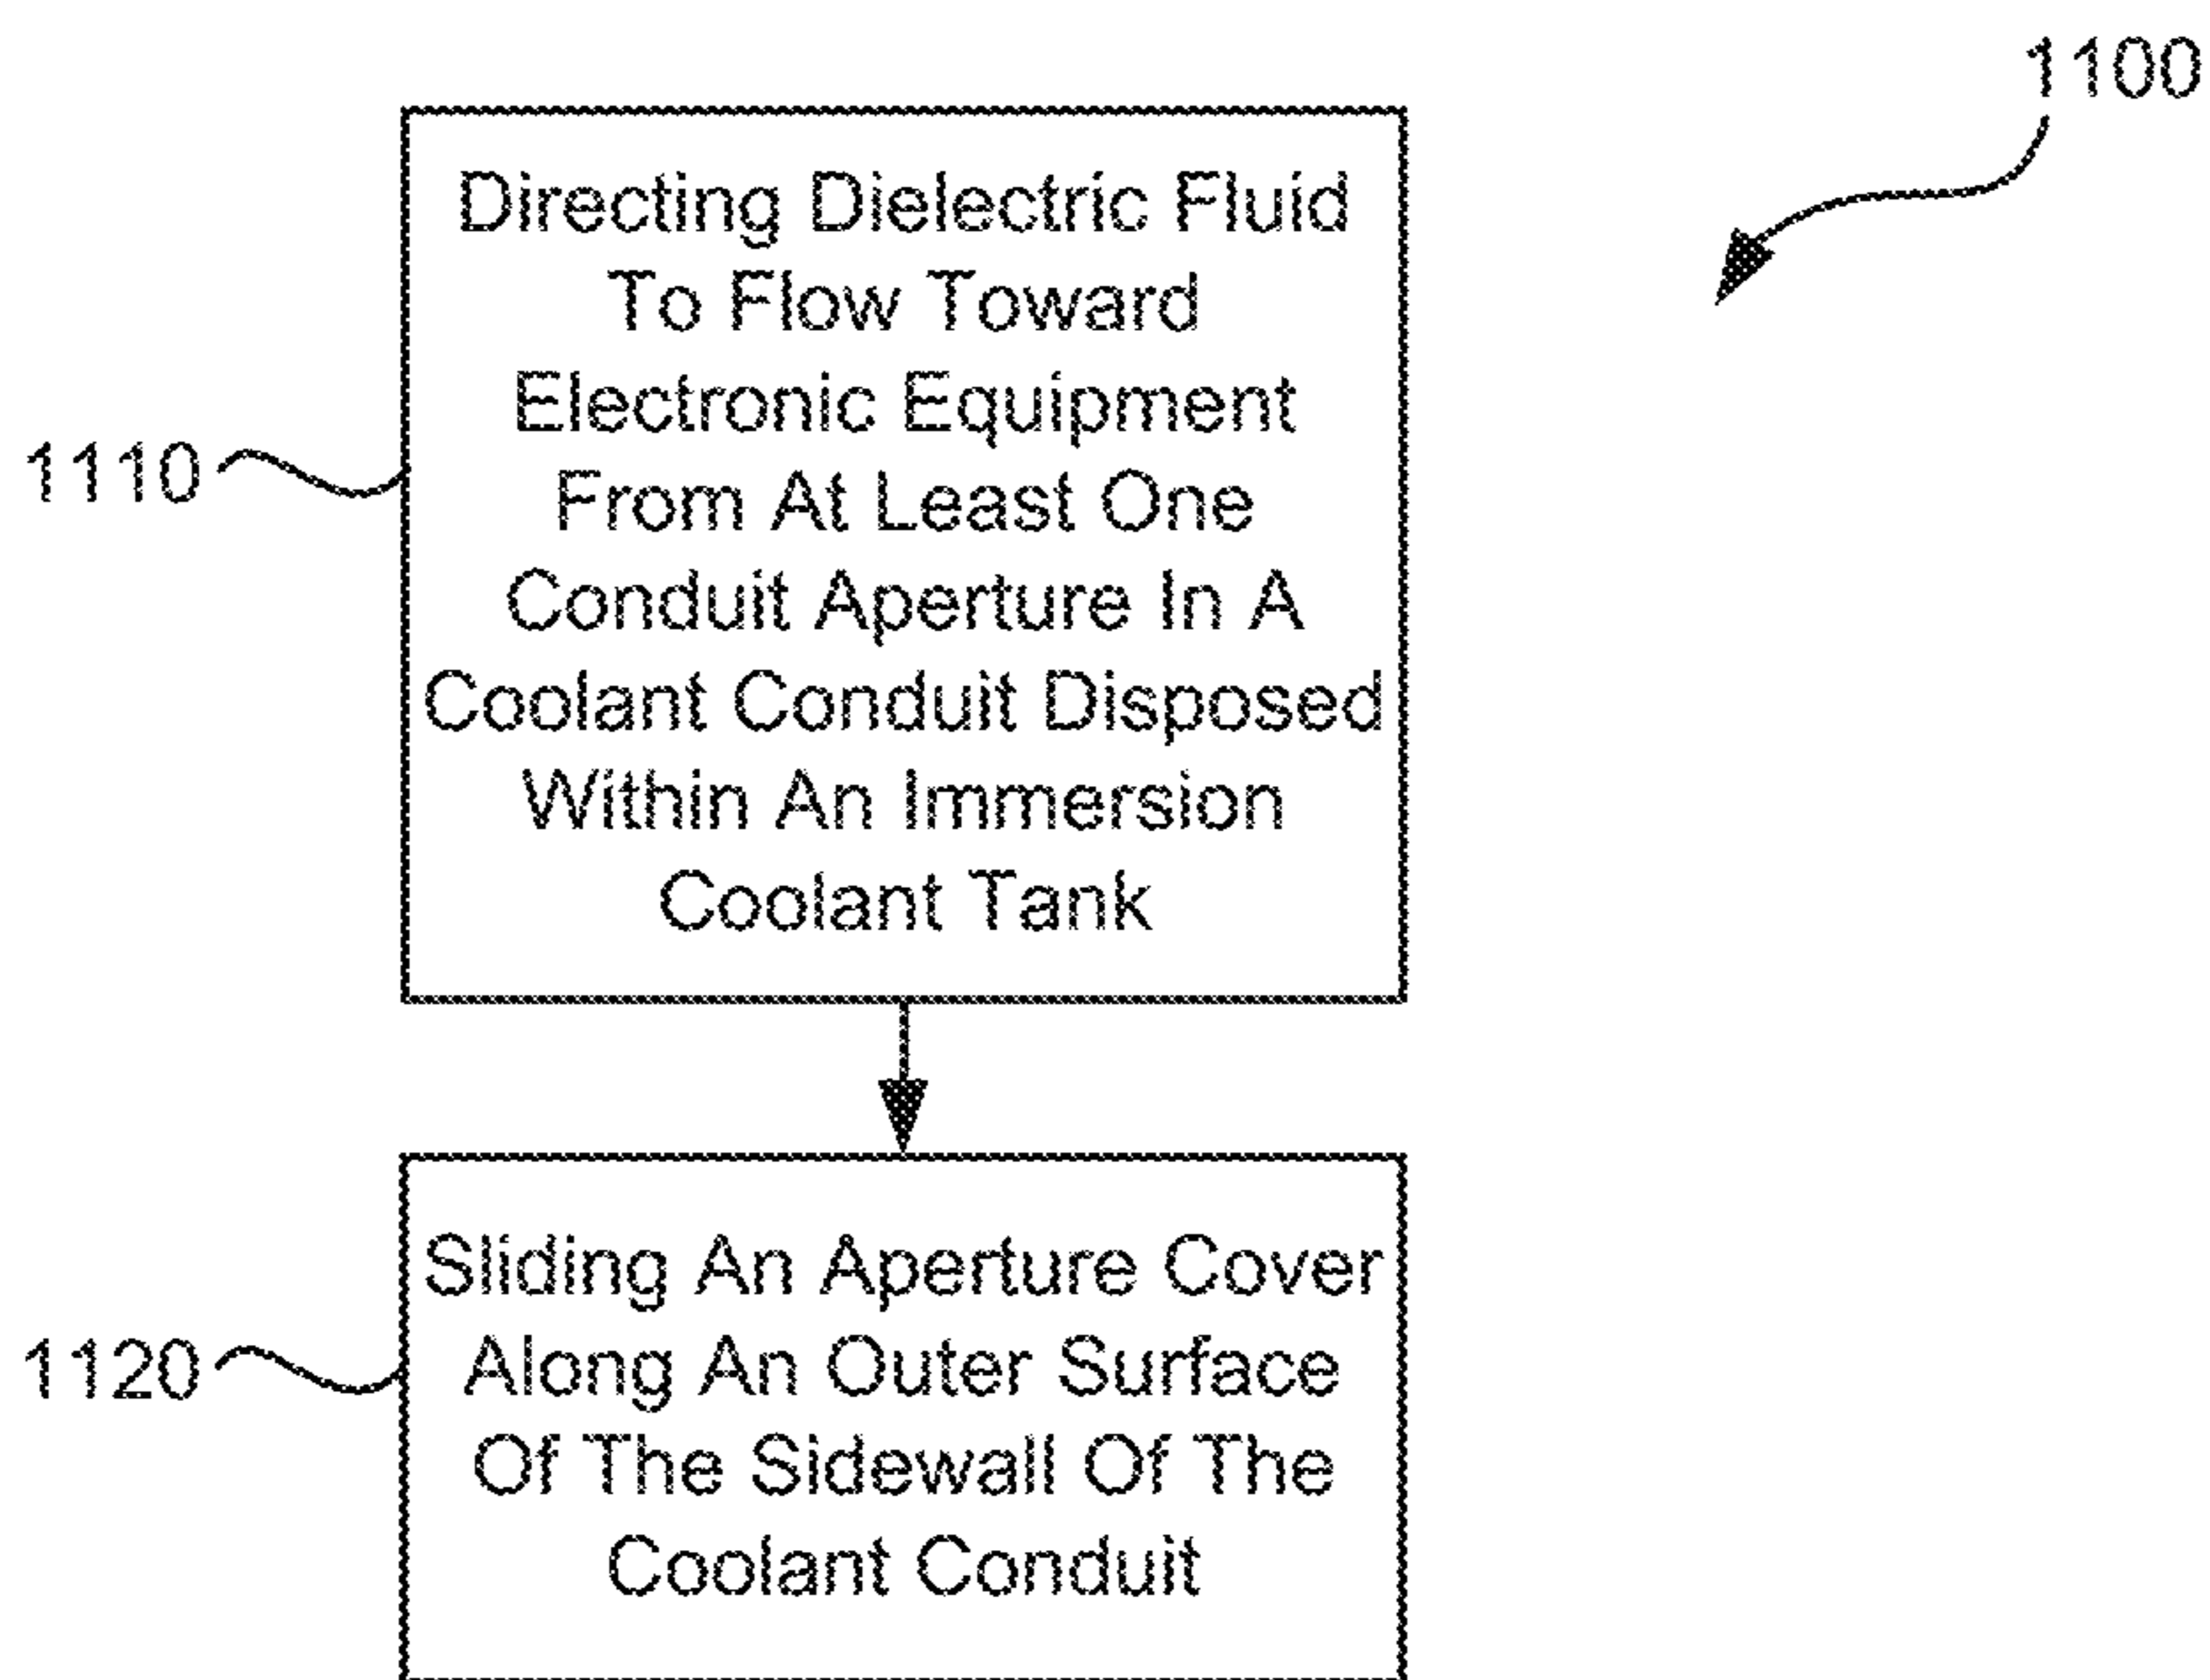 1100
Directing Dielectric Fluid
To Flow Toward
Electronic Equipment
From At Least One
Conduit Aperture In A
Coolant Conduit Disposed
Within An Immersion
Coolant Tank
1110
Sliding An Aperture Cover
Along An Outer Surface
Of The Sidewall Of The
Coolant Conduit
1120